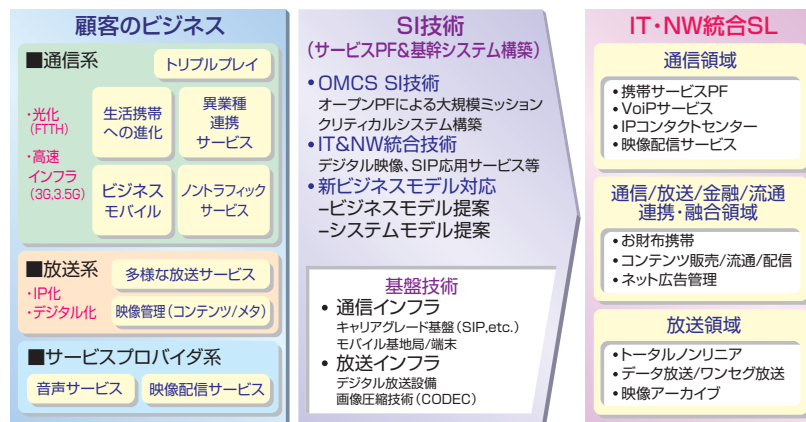 顧客のビジネス
■通信系
トリプルプレイ
・光化
(FTTH)
・高速
インフラ
(3G,3.5G)
生活携帯
への進化
異業種
連携
サービス
ビジネス
モバイル
ノントラフィック
サービス
■放送系
・IP化
・デジタル化
多様な放送サービス
映像管理(コンテンツ/メタ)
■サービスプロバイダ系
音声サービス
映像配信サービス
SI技術
(サービスPF&基幹システム構築)
•OMCS SI技術
オープンPFによる大規模ミッション
クリティカルシステム構築
•IT&NW統合技術
デジタル映像、SIP応用サービス等
•新ビジネスモデル対応
–ビジネスモデル提案
–システムモデル提案
基盤技術
• 通信インフラ
キャリアグレード基盤(SIP,etc.)
モバイル基地局/端末
• 放送インフラ
デジタル放送設備
画像圧縮技術(CODEC)
IT・NW統合SL
通信領域
•携帯サービスPF
•VoiPサービス
•IPコンタクトセンター
•映像配信サービス
通信/放送/金融/流通
連携・融合領域
•お財布携帯
•コンテンツ販売/流通/配信
•ネット広告管理
放送領域
•トータルノンリニア
•データ放送/ワンセグ放送
•映像アーカイブ